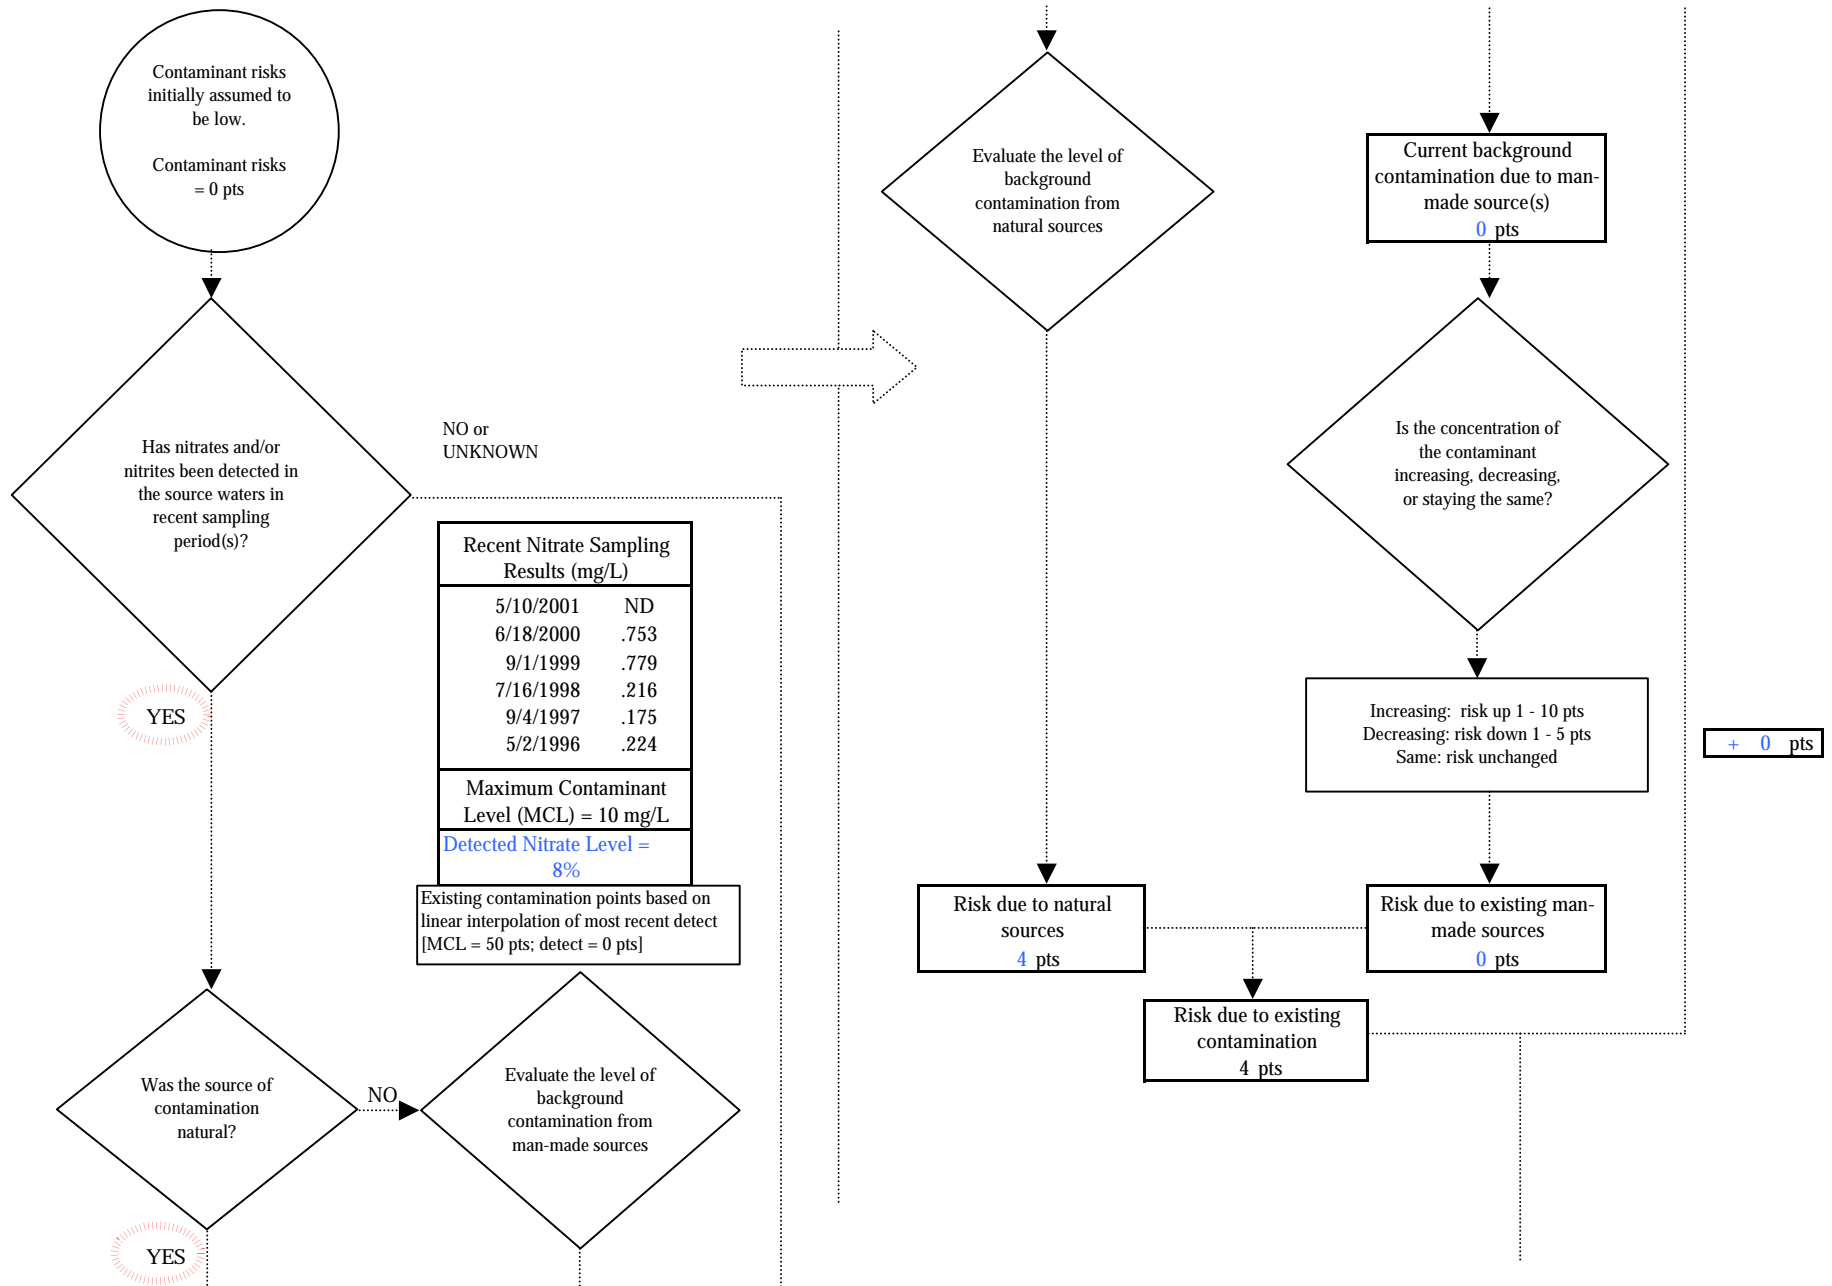 Contaminant risks
initially assumed to
be low.
Contaminant risks
= 0 pts
Has nitrates and/or
nitrites been detected in
the source waters in
recent sampling
period(s)?
NO or
UNKNOWN
YES
Recent Nitrate Sampling
Results (mg/L)
5/10/2001 ND
6/18/2000 .753
9/1/1999 .779
7/16/1998 .216
9/4/1997 .175
5/2/1996 .224
Maximum Contaminant
Level (MCL) = 10 mg/L
Detected Nitrate Level =
8%
Existing contamination points based on
linear interpolation of most recent detect
[MCL = 50 pts; detect = 0 pts]
Was the source of
contamination
natural?
NO
YES
Evaluate the level of
background
contamination from
man-made sources
Evaluate the level of
background
contamination from
natural sources
Current background
contamination due to man-
made source(s)
0 pts
Is the concentration of
the contaminant
increasing, decreasing,
or staying the same?
Increasing: risk up 1 - 10 pts
Decreasing: risk down 1 - 5 pts
Same: risk unchanged
+ 0 pts
Risk due to natural
sources
4 pts
Risk due to existing man-
made sources
0 pts
Risk due to existing
contamination
4 pts